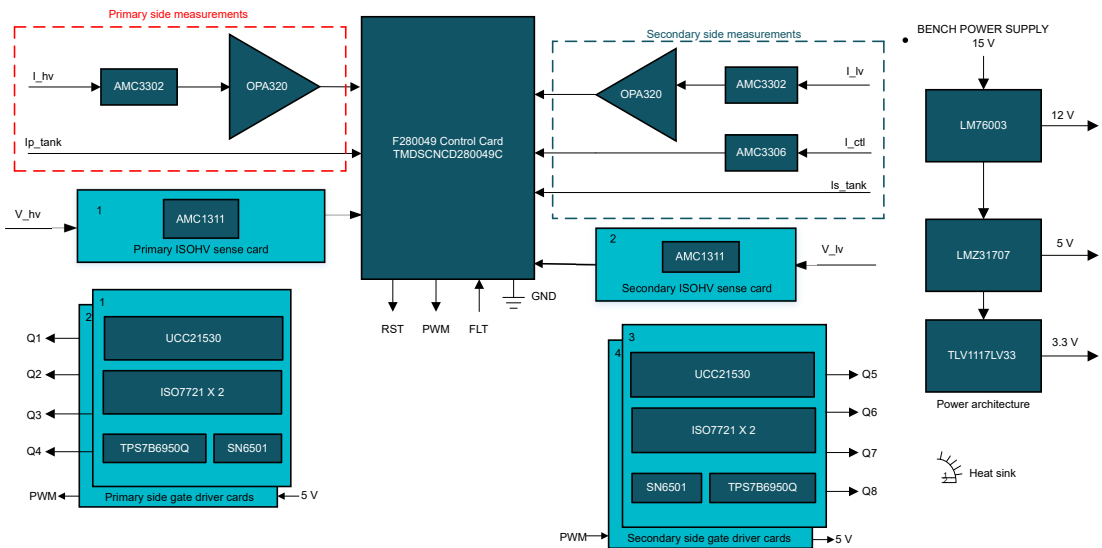 Primary side measurements
I_hv
AMC3302
OPA320
Ip_tank
F280049 Control Card
TMDSCNCD280049C
Secondary side measurements
OPA320
AMC3302
I_lv
AMC3306
I_ctl
Is_tank
• BENCH POWER SUPPLY
15 V
LM76003
12 V
LMZ31707
5 V
TLV1117LV33
3.3 V
Power architecture
V_hv
1
AMC1311
Primary ISOHV sense card
2
AMC1311
Secondary ISOHV sense card
V_lv
RST
PWM
FLT
GND
1
2
UCC21530
ISO7721 X 2
TPS7B6950Q
SN6501
Primary side gate driver cards
Q1
Q2
Q3
Q4
PWM
5 V
3
4
UCC21530
ISO7721 X 2
SN6501
TPS7B6950Q
Secondary side gate driver cards
Q5
Q6
Q7
Q8
PWM
5 V
Heat sink